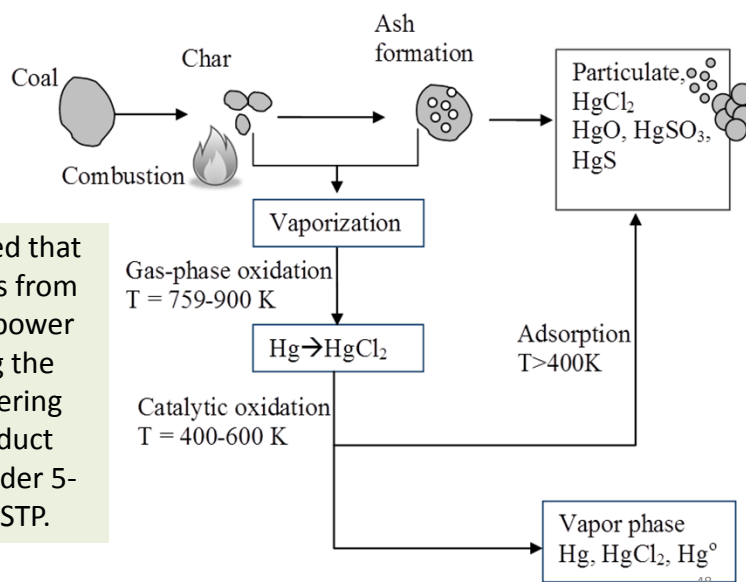 Ash
formation
Char
Coal
Combustion
Particulate,
HgCl₂
HgO, HgSO₃,
HgS
Vaporization
Gas-phase oxidation
T = 759-900 K
Hg→HgCl₂
Catalytic oxidation
T = 400-600 K
Adsorption
T>400K
Vapor phase
Hg, HgCl₂, Hg°
ed that
s from
power
g the
ering
duct
der 5-
STP.